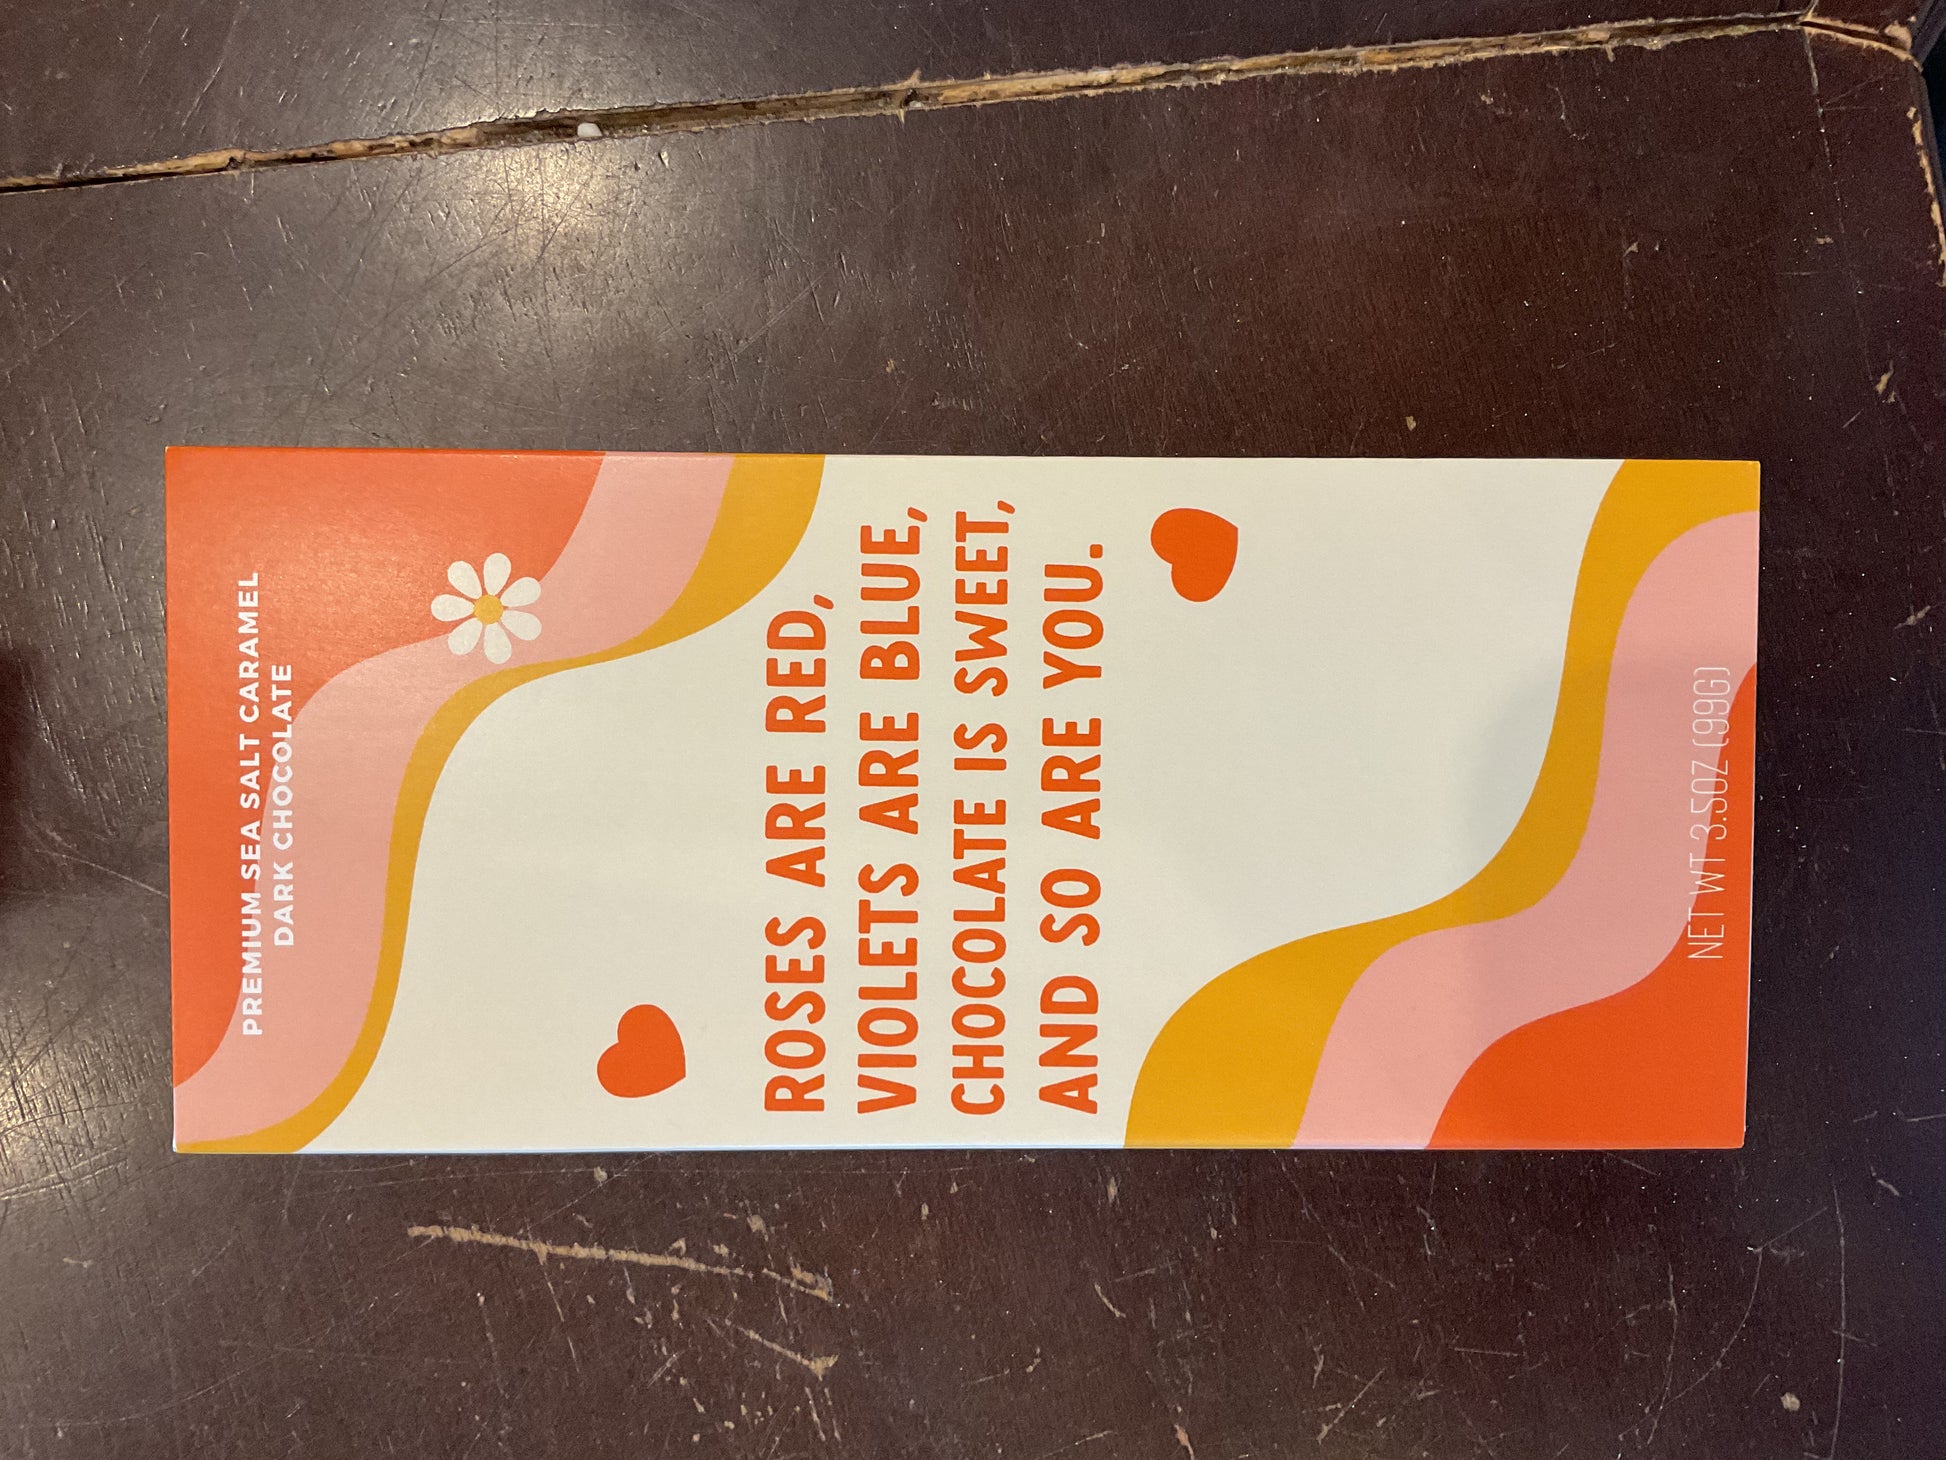 PREMIUM SEA SALT CARAMEL
DARK CHOCOLATE
ROSES ARE RED,
VIOLETS ARE BLUE,
CHOCOLATE IS SWEET,
AND SO ARE YOU.
NET WT 3.5OZ (99G)